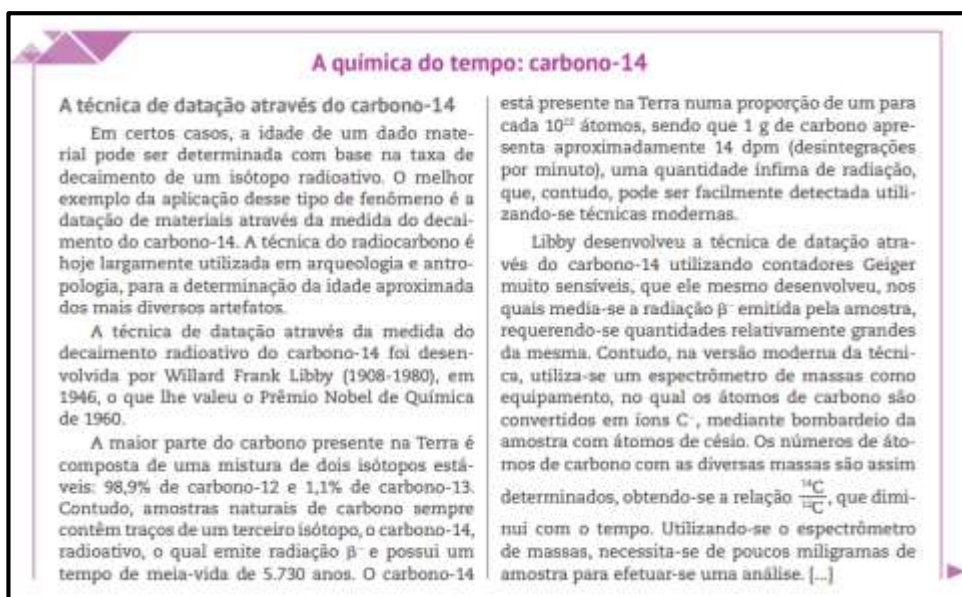 A química do tempo: carbono-14
A técnica de datação através do carbono-14
Em certos casos, a idade de um dado mate-
rial pode ser determinada com base na taxa de
decaimento de um isótopo radioativo. O melhor
exemplo da aplicação desse tipo de fenômeno é a
datação de materiais através da medida do decai-
mento do carbono-14. A técnica do radiocarbono é
hoje largamente utilizada em arqueologia e antro-
pologia, para a determinação da idade aproximada
dos mais diversos artefatos.
A técnica de datação através da medida do
decaimento radioativo do carbono-14 foi desen-
volvida por Willard Frank Libby (1908-1980), em
1946, o que lhe valeu o Prêmio Nobel de Química
de 1960.
A maior parte do carbono presente na Terra é
composta de uma mistura de dois isótopos está-
veis: 98,9% de carbono-12 e 1,1% de carbono-13.
Contudo, amostras naturais de carbono sempre
contêm traços de um terceiro isótopo, o carbono-14,
radioativo, o qual emite radiação β⁻ e possui um
tempo de meia-vida de 5.730 anos. O carbono-14
está presente na Terra numa proporção de um para
cada átomos, sendo que 1 g de carbono apre-
senta aproximadamente 14 dpm (desintegrações
por minuto), uma quantidade ínfima de radiação,
que, contudo, pode ser facilmente detectada utili-
zando-se técnicas modernas.
Libby desenvolveu a técnica de datação atra-
vés do carbono-14 utilizando contadores Geiger
muito sensíveis, que ele mesmo desenvolveu, nos
quais media-se a radiação β⁻ emitida pela amostra,
requerendo-se quantidades relativamente grandes
da mesma. Contudo, na versão moderna da técni-
ca, utiliza-se um espectrômetro de massas como
equipamento, no qual os átomos de carbono são
convertidos em íons C⁻, mediante bombardeio da
amostra com átomos de césio. Os números de áto-
mos de carbono com as diversas massas são assim
determinados, obtendo-se a relação ¹⁴C/, que dimi-
nui com o tempo. Utilizando-se o espectrômetro
de massas, necessita-se de poucos miligramas de
amostra para efetuar-se uma análise. [...]